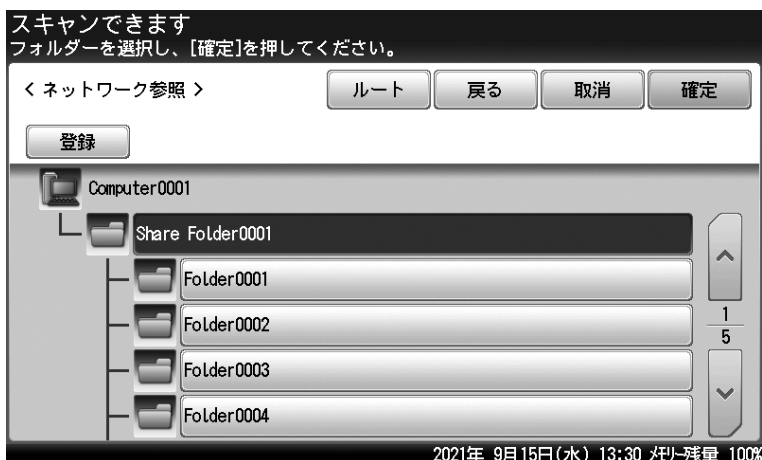 スキャンできます
フォルダーを選択し、[確定]を押してください。
< ネットワーク参照 > ルート 戻る 取消 確定
登録
Computer0001
Share Folder0001
Folder0001
Folder0002
1
5
Folder0003
Folder0004
2021年 9月15日(水) 13:30 ﾒﾓﾘｰ残量 100%